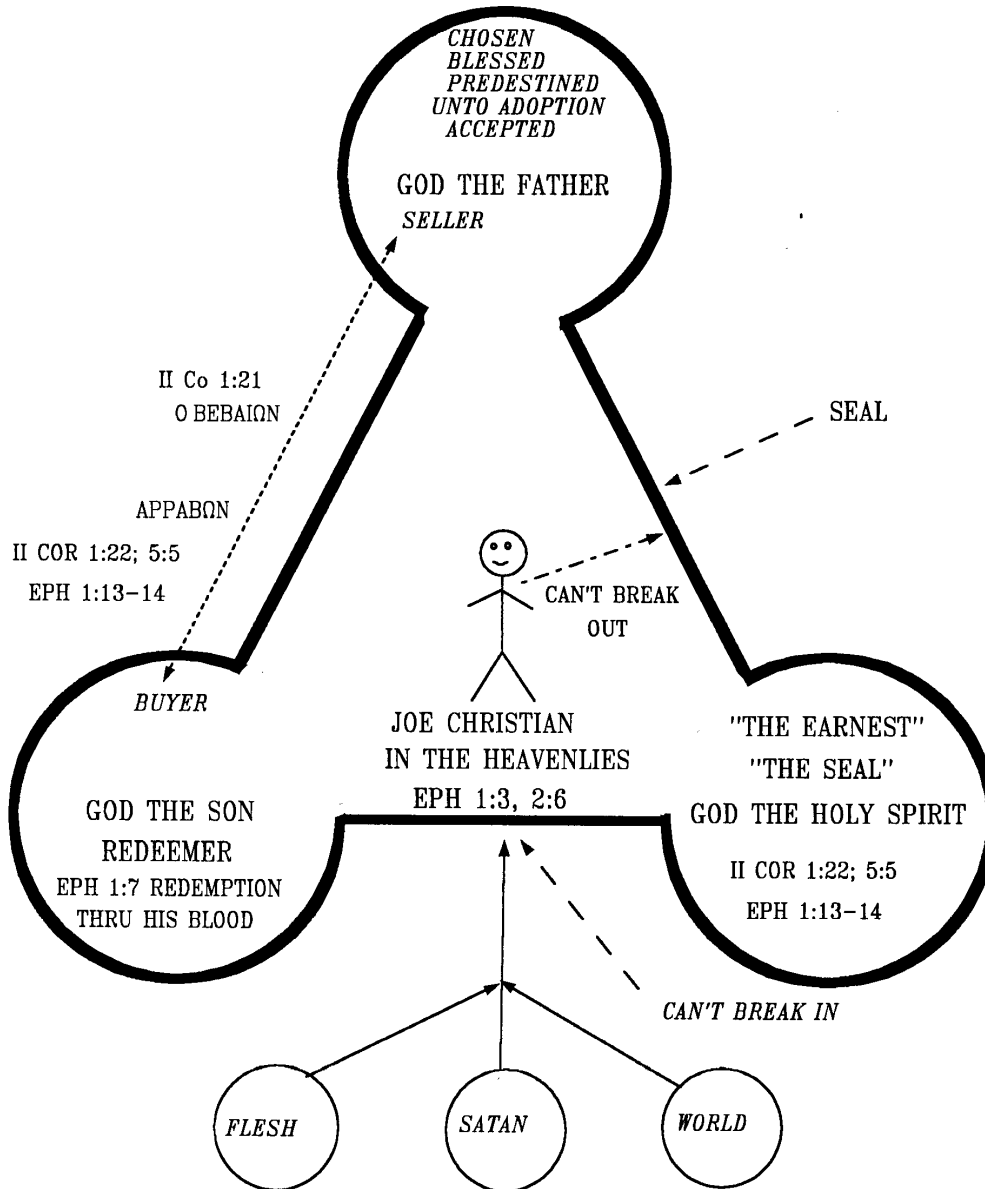 CHOSEN
BLESSED
PREDESTINED
UNTO ADOPTION
ACCEPTED
GOD THE FATHER
SELLER
II Co 1:21
Ο ΒΕΒΑΙΩΝ
SEAL
ΑΡΡΑΒΩΝ
II COR 1:22; 5:5
EPH 1:13-14
CAN'T BREAK
OUT
BUYER
JOE CHRISTIAN
IN THE HEAVENLIES
EPH 1:3, 2:6
"THE EARNEST"
"THE SEAL"
GOD THE HOLY SPIRIT
II COR 1:22; 5:5
EPH 1:13-14
GOD THE SON
REDEEMER
EPH 1:7 REDEMPTION
THRU HIS BLOOD
CAN'T BREAK IN
FLESH
SATAN
WORLD